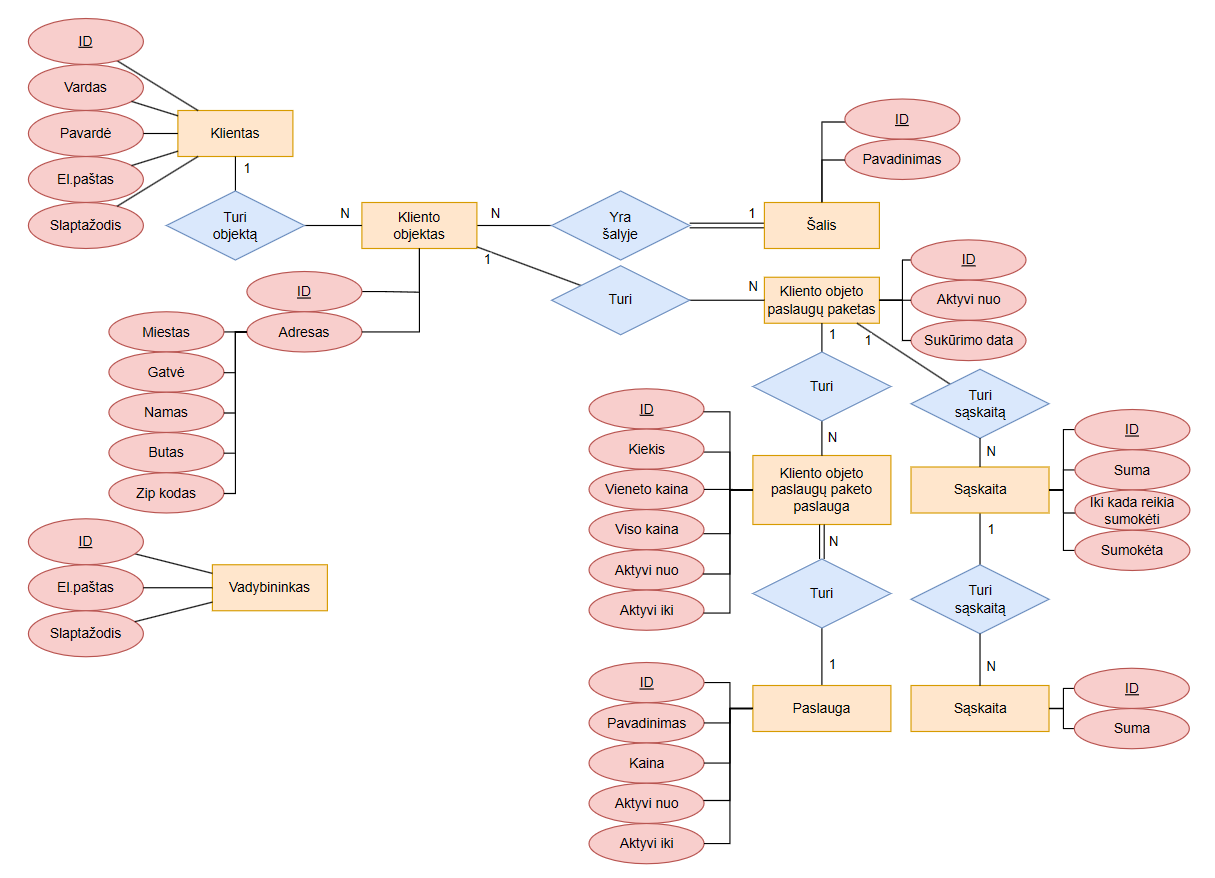 ID
Vardas
Pavardė
El.paštas
Slaptažodis
Klientas
1
Turi
objektą
N
Kliento
objektas
N
Yra
šalyje
1
Šalis
ID
Pavadinimas
1
Turi
N
Kliento objeto
paslaugų paketas
ID
Aktyvi nuo
Sukūrimo data
ID
Adresas
Miestas
Gatvė
Namas
Butas
Zip kodas
1
Turi
N
1
Turi
sąskaitą
N
ID
Kiekis
Vieneto kaina
Viso kaina
Aktyvi nuo
Aktyvi iki
Kliento objeto
paslaugų paketo
paslauga
Sąskaita
ID
Suma
Iki kada reikia
sumokėti
Sumokėta
N
Turi
1
1
Turi
sąskaitą
N
ID
El.paštas
Slaptažodis
Vadybininkas
ID
Pavadinimas
Kaina
Aktyvi nuo
Aktyvi iki
Paslauga
Sąskaita
ID
Suma